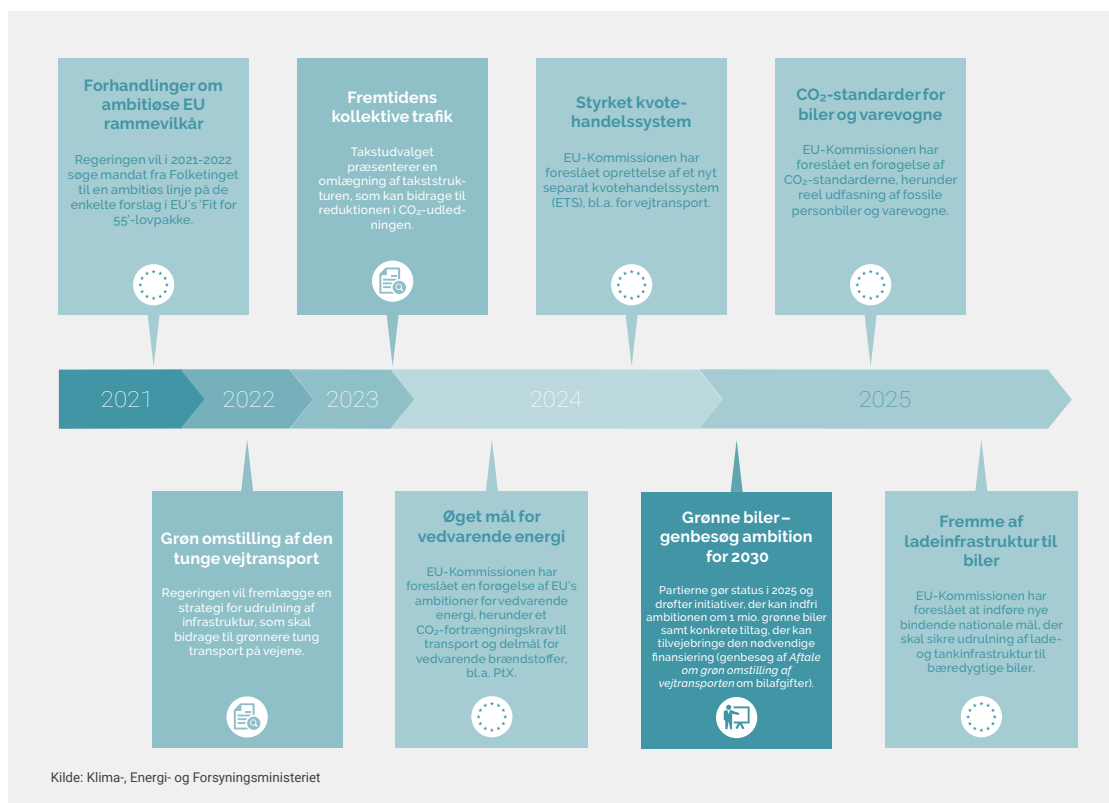 Forhandlinger om
ambitiøse EU
rammevilkår
Regeringen vil i 2021-2022
søge mandat fra Folketinget
til en ambitiøs linje på de
enkelte forslag i EU's 'Fit for
55'-lovpakke.
Fremtidens
kollektive trafik
Takstudvalget
præsenterer en
omlægning af takststruk-
turen, som kan bidrage til
reduktionen i CO₂-udled-
ningen.
Styrket kvote-
handelssystem
EU-Kommissionen har
foreslået oprettelse af et nyt
separat kvotehandelssystem
(ETS), bl.a. for vejtransport.
CO₂-standarder for
biler og varevogne
EU-Kommissionen har
foreslået en forøgelse af
CO₂-standarderne, herunder
reel udfasning af fossile
personbiler og varevogne.
2021
2022
2023
2024
2025
Grøn omstilling af den
tunge vejtransport
Regeringen vil fremlægge en
strategi for udrulning af
infrastruktur, som skal
bidrage til grønnere tung
transport på vejene.
Øget mål for
vedvarende energi
EU-Kommissionen har
foreslået en forøgelse af EU's
ambitioner for vedvarende
energi, herunder et
CO₂-fortrængningskrav til
transport og delmål for
vedvarende brændstoffer,
bl.a. PtX.
Grønne biler –
genbesøg ambition
for 2030
Partierne gør status i 2025 og
drøfter initiativer, der kan indfri
ambitionen om 1 mio. grønne biler
samt konkrete tiltag, der kan
tilvejebringe den nødvendige
finansiering (genbesøg af Aftale
om grøn omstilling af
vejtransporten om bilafgifter).
Fremme af
ladeinfrastruktur til
biler
EU-Kommissionen har
foreslået at indføre nye
bindende nationale mål, der
skal sikre udrulning af lade-
og tankinfrastruktur til
bæredygtige biler.
Kilde: Klima-, Energi- og Forsyningsministeriet